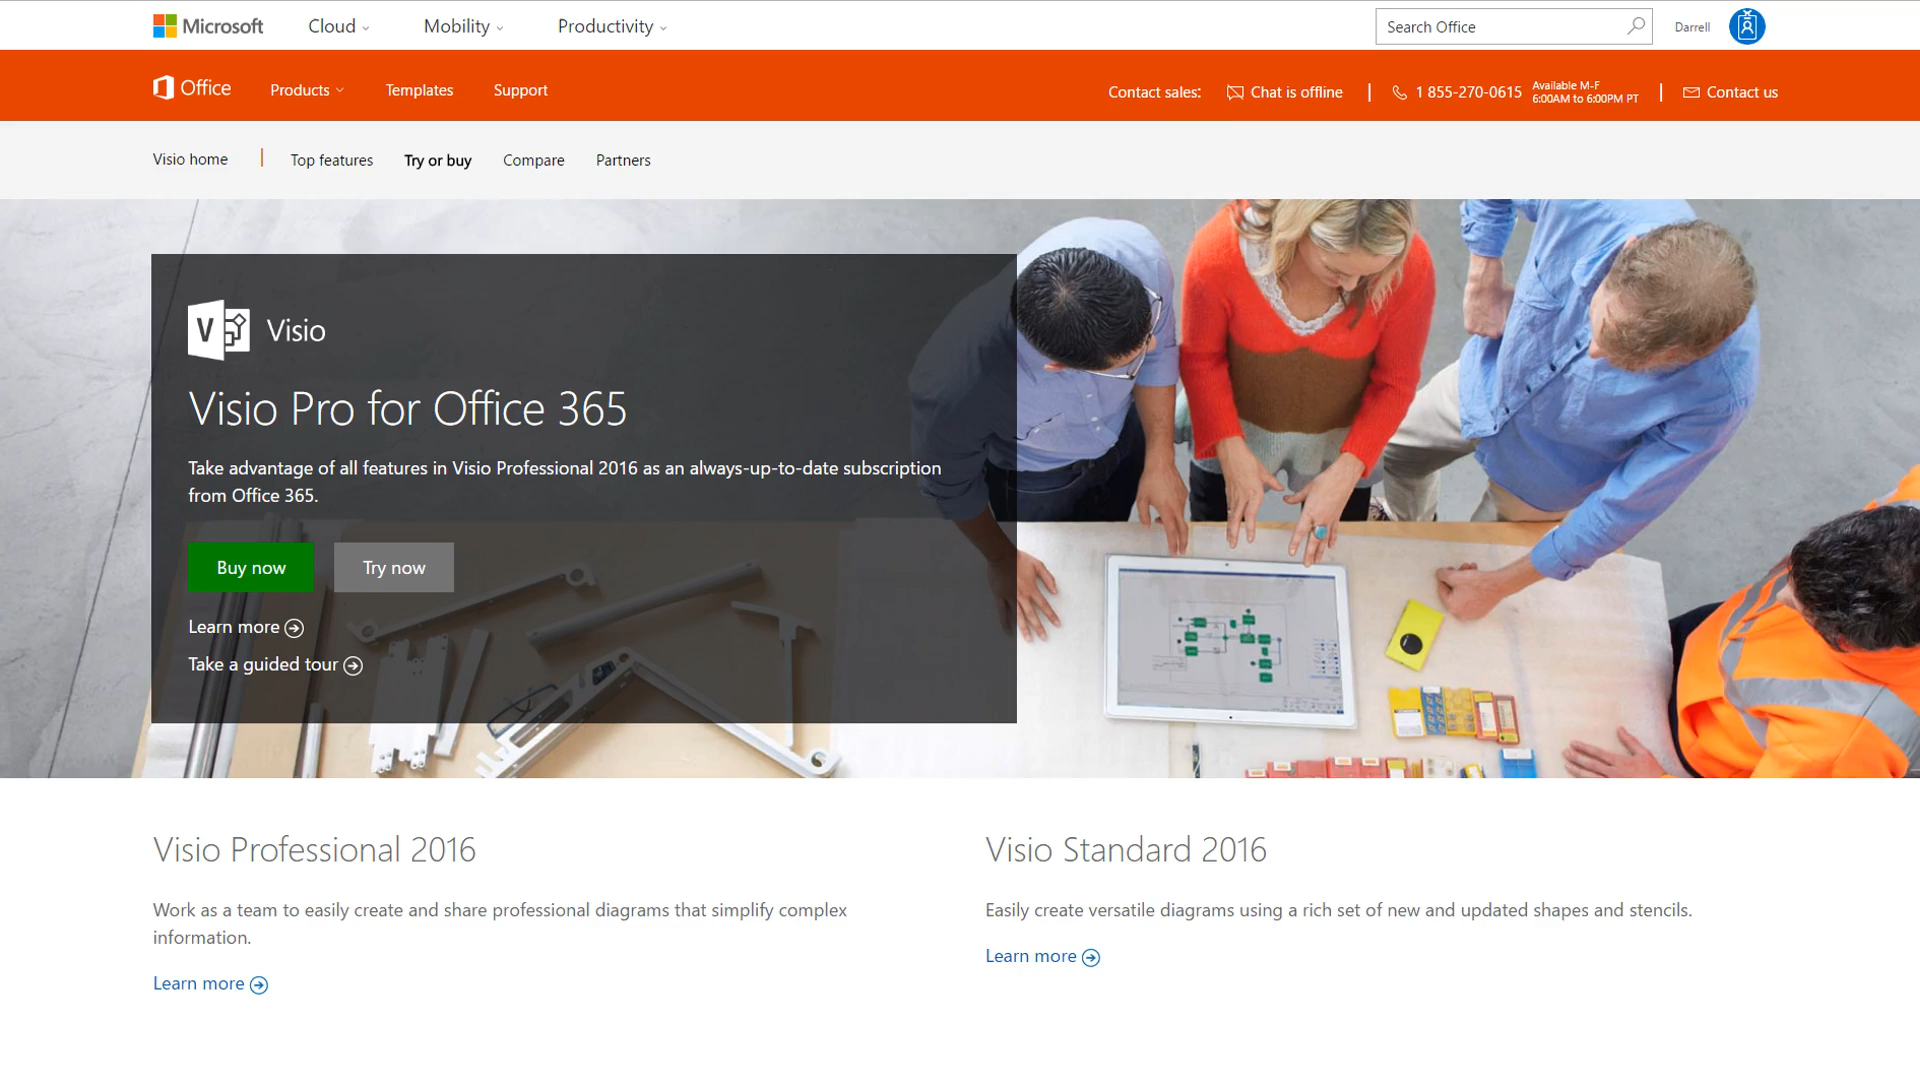 Microsoft
Cloud
Mobility
Productivity
Search Office
Darrell
Office
Products
Templates
Support
Contact sales:
Chat is offline
1 855-270-0615
Available M-F
6:00AM to 6:00PM PT
Contact us
Visio home
Top features
Try or buy
Compare
Partners
V
Visio
Visio Pro for Office 365
Take advantage of all features in Visio Professional 2016 as an always-up-to-date subscription
from Office 365.
Buy now
Try now
Learn more
Take a guided tour
Visio Professional 2016
Work as a team to easily create and share professional diagrams that simplify complex
information.
Learn more
Visio Standard 2016
Easily create versatile diagrams using a rich set of new and updated shapes and stencils.
Learn more